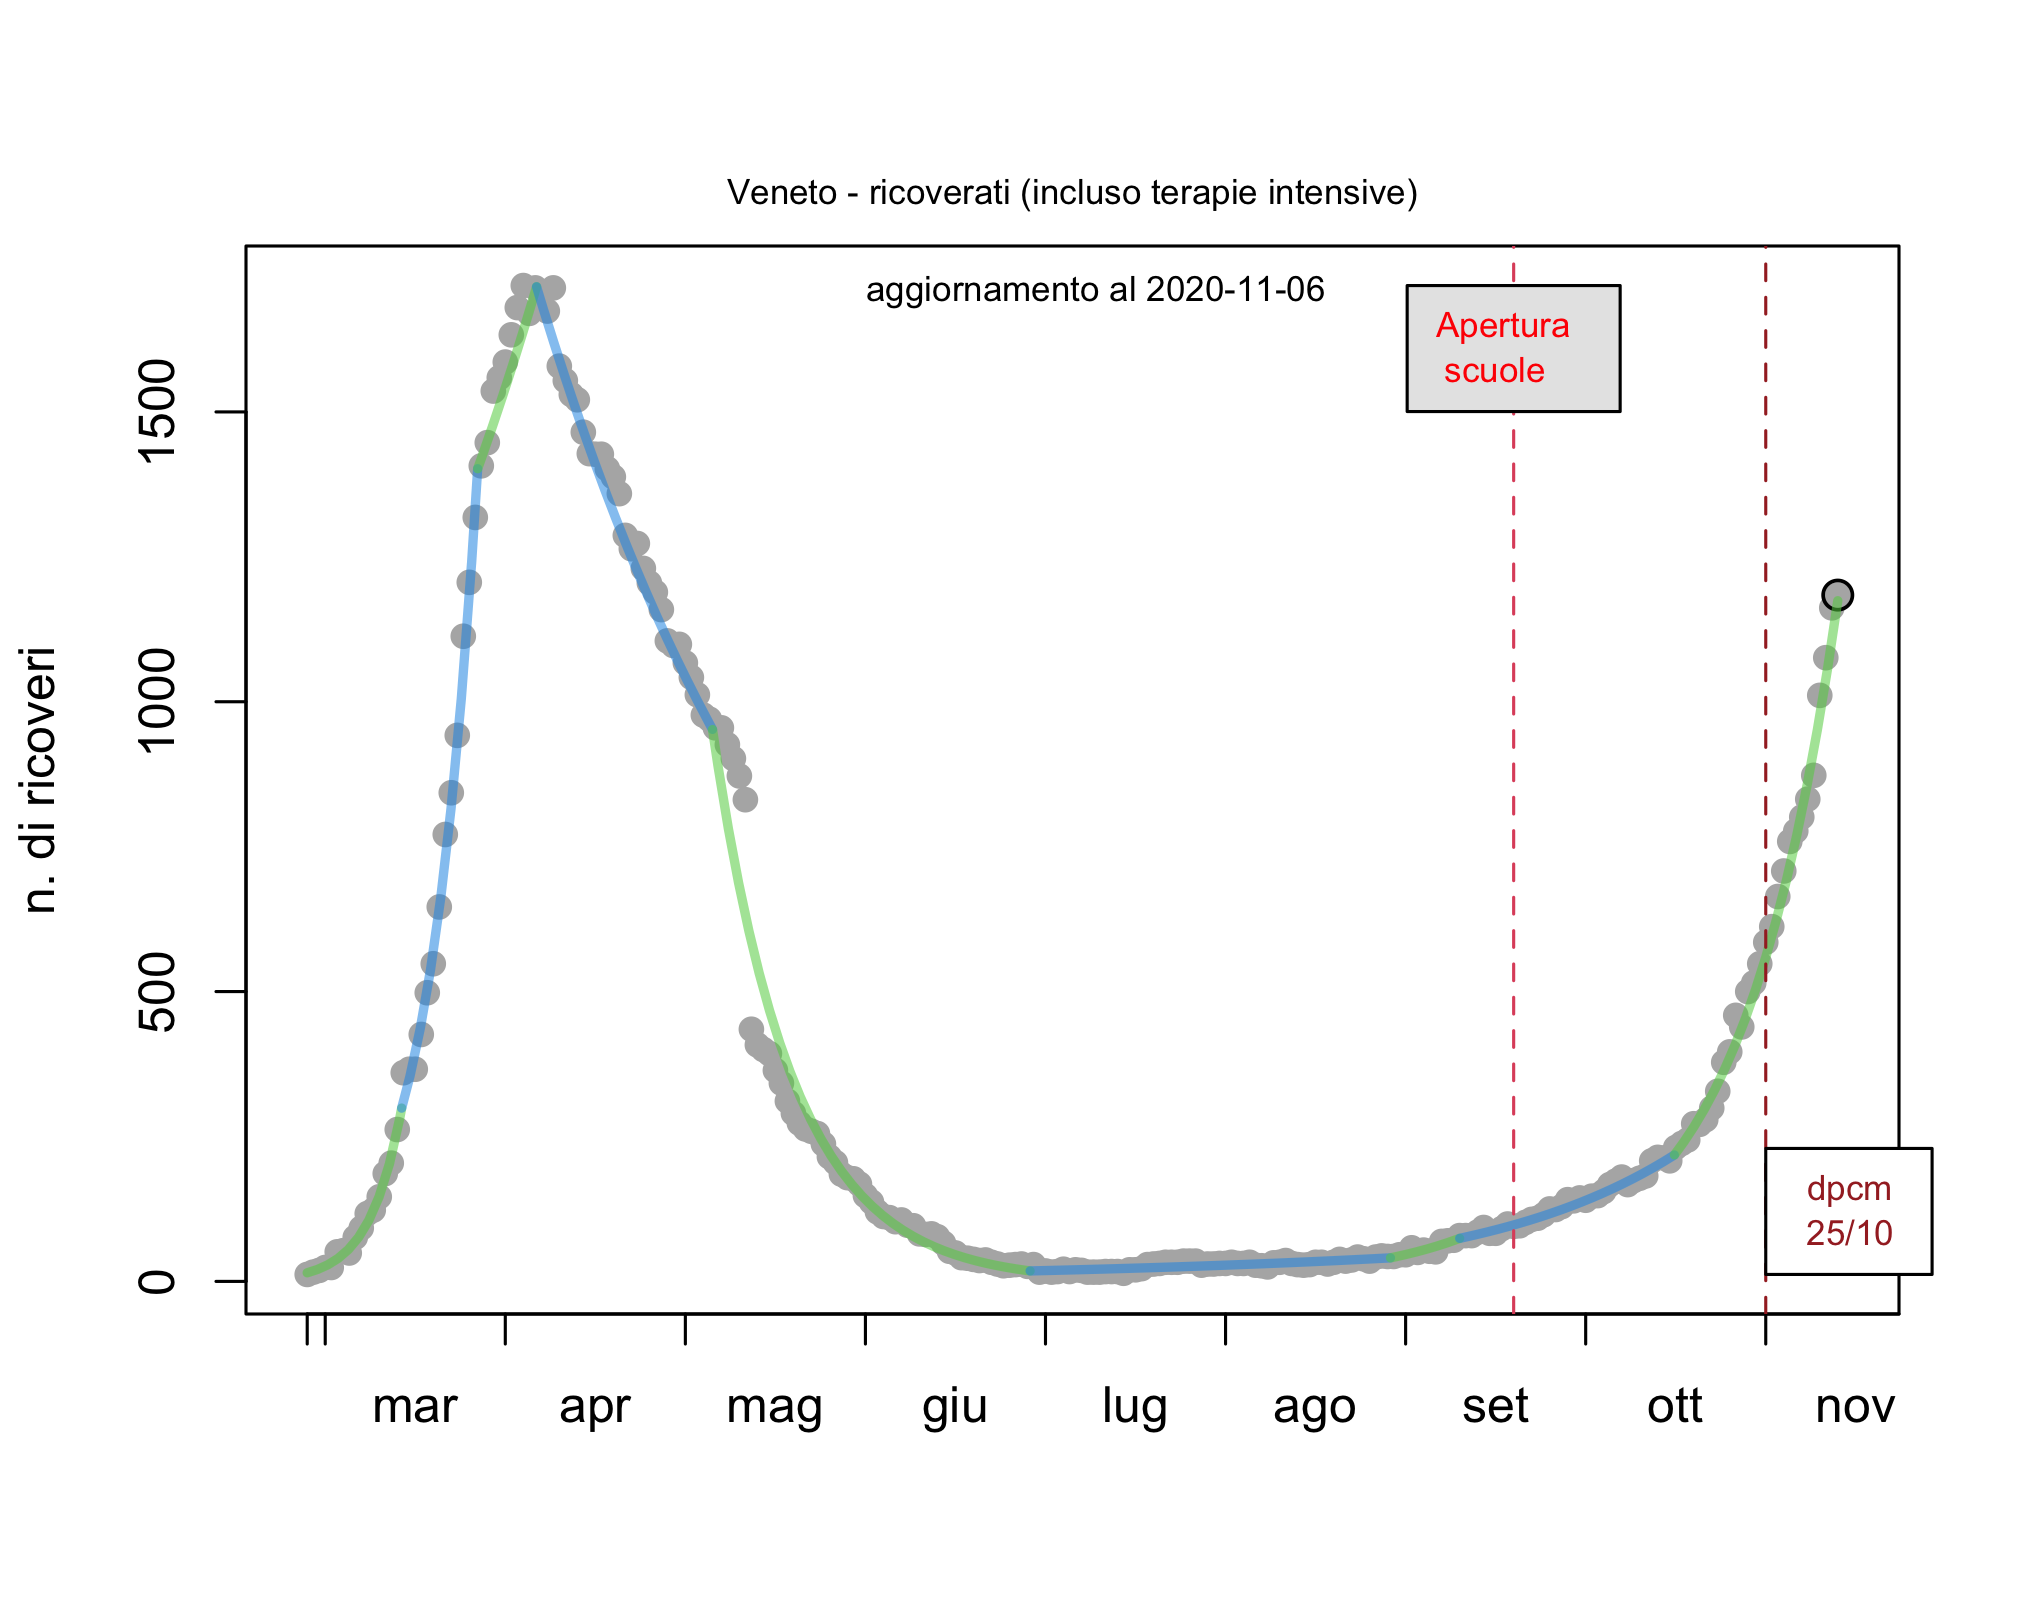 Veneto - ricoverati (incluso terapie intensive)
aggiornamento al 2020-11-06
Apertura
scuole
n. di ricoveri
1500
1000
500
0
dpcm
25/10
mar apr mag giu lug ago set ott nov